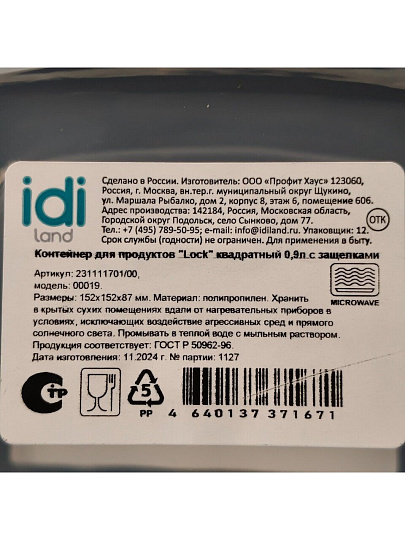 idi
land
Сделано в России. Изготовитель: ООО «Профит Хаус» 123060,
Россия, г. Москва, вн.тер.г. муниципальный округ Щукино,
ул. Маршала Рыбалко, дом 2, корпус 8, этаж 6, помещение 606.
Адрес производства: 142184, Россия, Московская область,
Городской округ Подольск, село Сынково, дом 77.
Тел.: +7 (495) 789-50-95; e-mail: info@idiland.ru. Упаковщик: 12.
Срок службы (годности) не ограничен. Для применения в быту.
ОТК
Контейнер для продуктов "Lock" квадратный 0,9л с защелками
Артикул: 231111701/00,
модель: 00019.
MICROWAVE
Размеры: 152х152х87 мм. Материал: полипропилен. Хранить
в крытых сухих помещениях вдали от нагревательных приборов в
условиях, исключающих воздействие агрессивных сред и прямого
солнечного света. Промывать в теплой воде с мыльным раствором.
Продукция соответствует: ГОСТ Р 50962-96.
Дата изготовления: 11.2024 г. № партии: 1127
5
PP
4 640137 371671